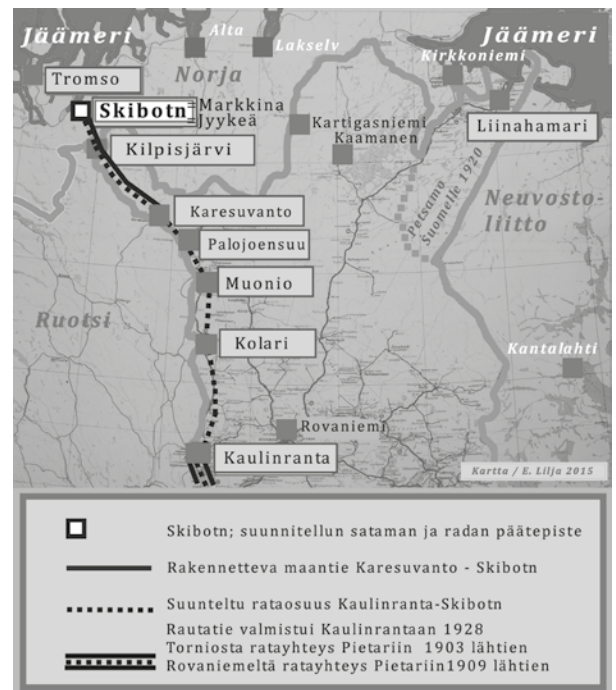 Jäämeri
Alta
Lakselv
Jäämeri
Norja
Kirkkoniemi
Tromso
Skibotn
=Markkina
=Jyykeä
Kartigasniemi
Kaamanen
Liinahamari
Kilpisjärvi
Petsamo
Suomelle 1920
Neuvosto-
liitto
Karesuvanto
Palojoensuu
Muonio
Ruotsi
Kolari
Kantalahti
Rovaniemi
Kaulinranta
Kartta / E. Lilja 2015
Skibotn; suunnitellun sataman ja radan päätepiste
Rakennetteva maantie Karesuvanto - Skibotn
Suunteltu rataosuus Kaulinranta-Skibotn
Rautatie valmistui Kaulinrantaan 1928
Torniosta ratayhteys Pietariin 1903 lähtien
Rovaniemeltä ratayhteys Pietariin1909 lähtien